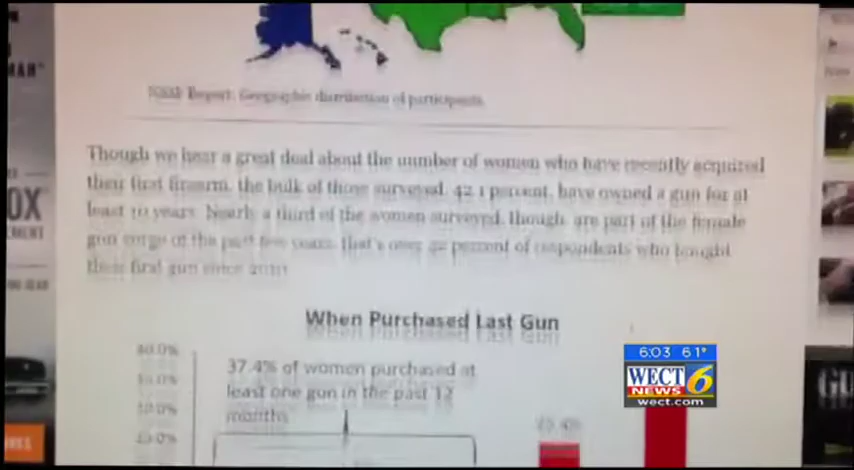 NSSF Report: Geographic distribution of participants
Though we hear a great deal about the number of women who have recently acquired
their first firearm, the bulk of those surveyed, 42.1 percent, have owned a gun for at
least 10 years. Nearly a third of the women surveyed, though, are part of the female
gun surge of the past few years, that's over percent of respondents who bought
their first gun since
When Purchased Last Gun
40.0%
37.4% of women purchased at
least one gun in the past 12
months
6:03 61°
WECT 6
NEWS
wect.com